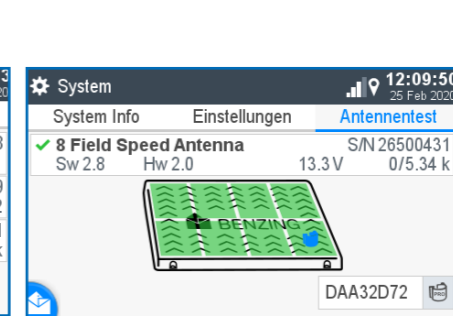 System
12:09:50
25 Feb 2020
System Info
Einstellungen
Antennentest
8 Field Speed Antenna
S/N 26500431
Sw 2.8
Hw 2.0
13.3 V
0/5.34 k
BENZING
DAA32D72
PRO